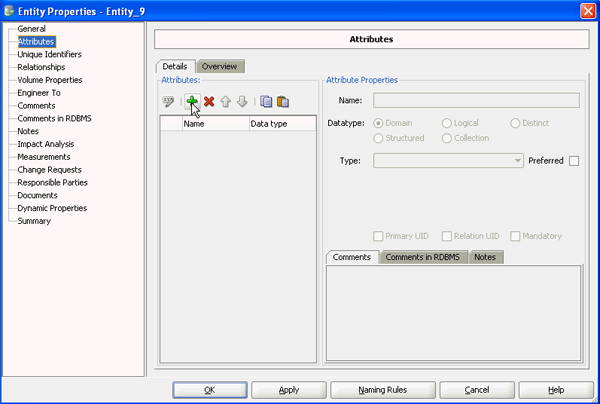 Entity Properties - Entity_9
General
Attributes
Unique Identifiers
Relationships
Volume Properties
Engineer To
Comments
Comments in RDBMS
Notes
Impact Analysis
Measurements
Change Requests
Responsible Parties
Documents
Dynamic Properties
Summary
Attributes
Details Overview
Attributes:
Name Data type
Attribute Properties
Name:
Datatype: Domain Logical Distinct
Structured Collection
Type: Preferred
Primary UID Relation UID Mandatory
Comments Comments in RDBMS Notes
OK Apply Naming Rules Cancel Help